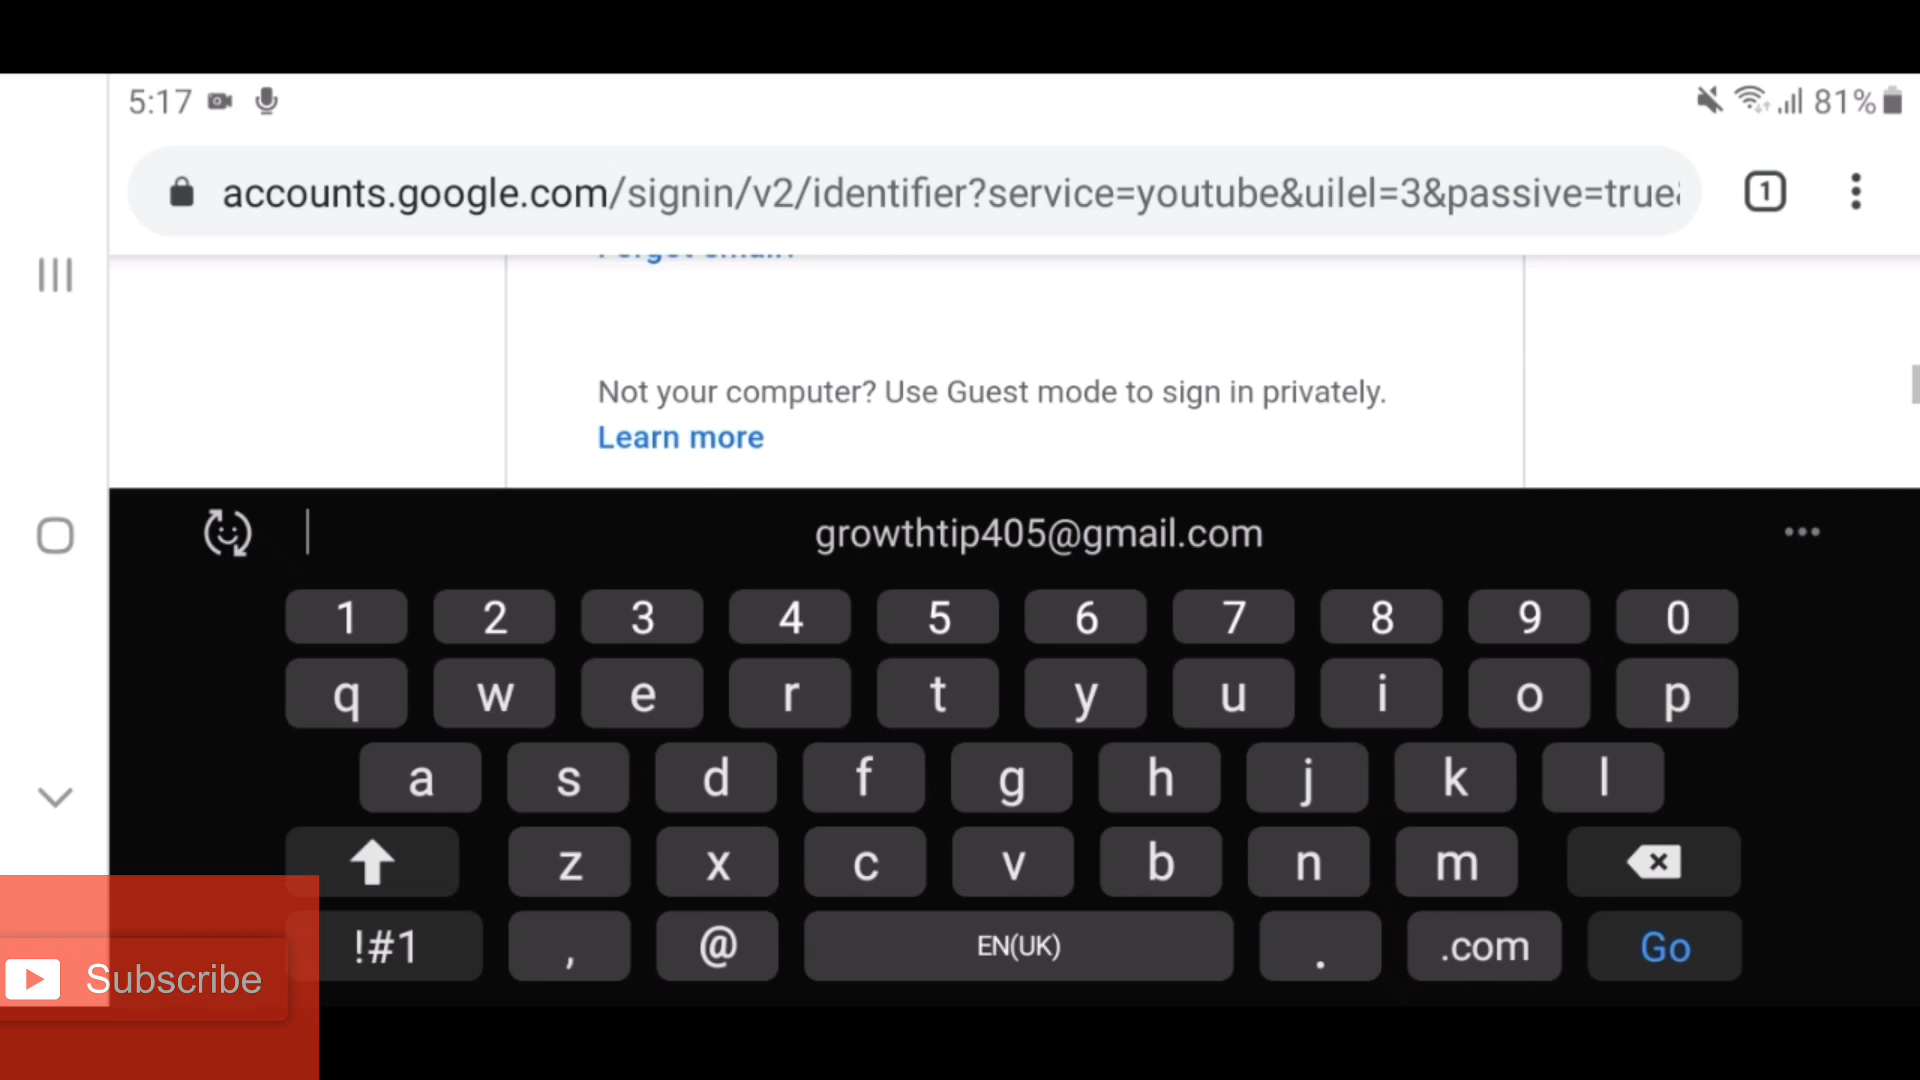 5:17
81%
accounts.google.com/signin/v2/identifier?service=youtube&uilel=3&passive=true
1
Not your computer? Use Guest mode to sign in privately.
Learn more
growthtip405@gmail.com
1 2 3 4 5 6 7 8 9 0
q w e r t y u i o p
a s d f g h j k l
z x c v b n m
!#1 , @ EN(UK) . .com Go
Subscribe